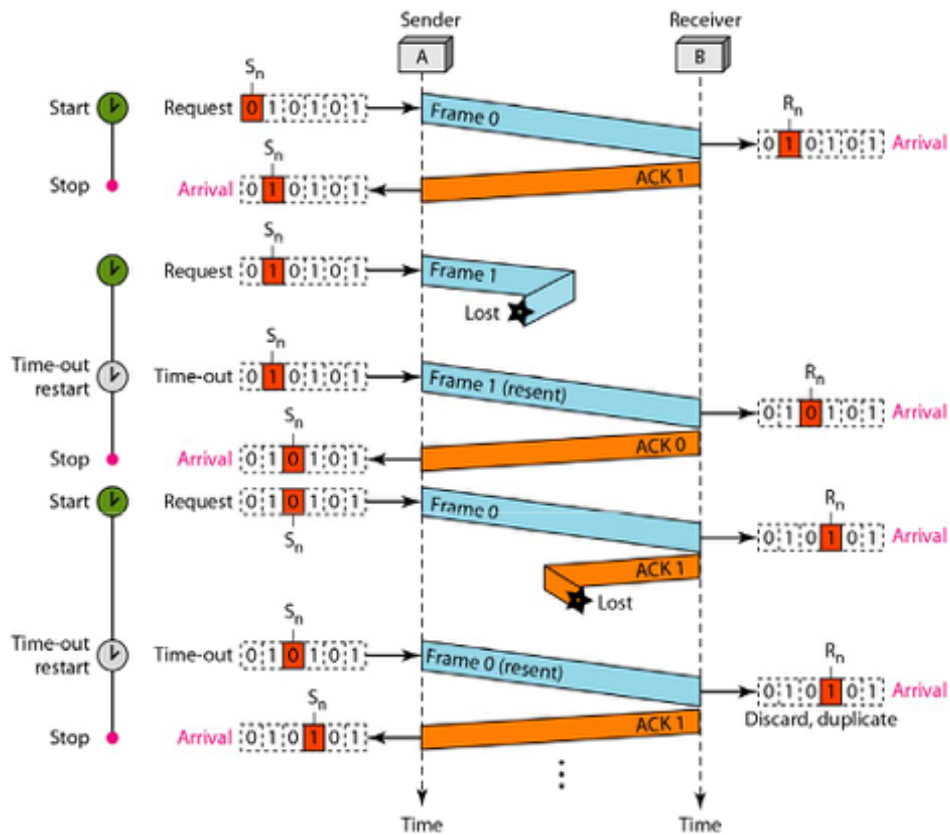 Sender
Receiver
A
B
Sn
Start
Request
0 1 0 1 0 1
Frame 0
Rn
0 1 0 1 0 1
Arrival
Sn
Stop
Arrival
0 1 0 1 0 1
ACK 1
Sn
Request
0 1 0 1 0 1
Frame 1
Lost
Sn
Time-out
restart
Time-out
0 1 0 1 0 1
Frame 1 (resent)
Rn
0 1 0 1 0 1
Arrival
Sn
Stop
Arrival
0 1 0 1 0 1
ACK 0
Start
Request
0 1 0 1 0 1
Frame 0
Sn
Rn
0 1 0 1 0 1
Arrival
ACK 1
Lost
Sn
Time-out
restart
Time-out
0 1 0 1 0 1
Frame 0 (resent)
Rn
0 1 0 1 0 1
Arrival
Discard, duplicate
Sn
Stop
Arrival
0 1 0 1 0 1
ACK 1
Time
Time